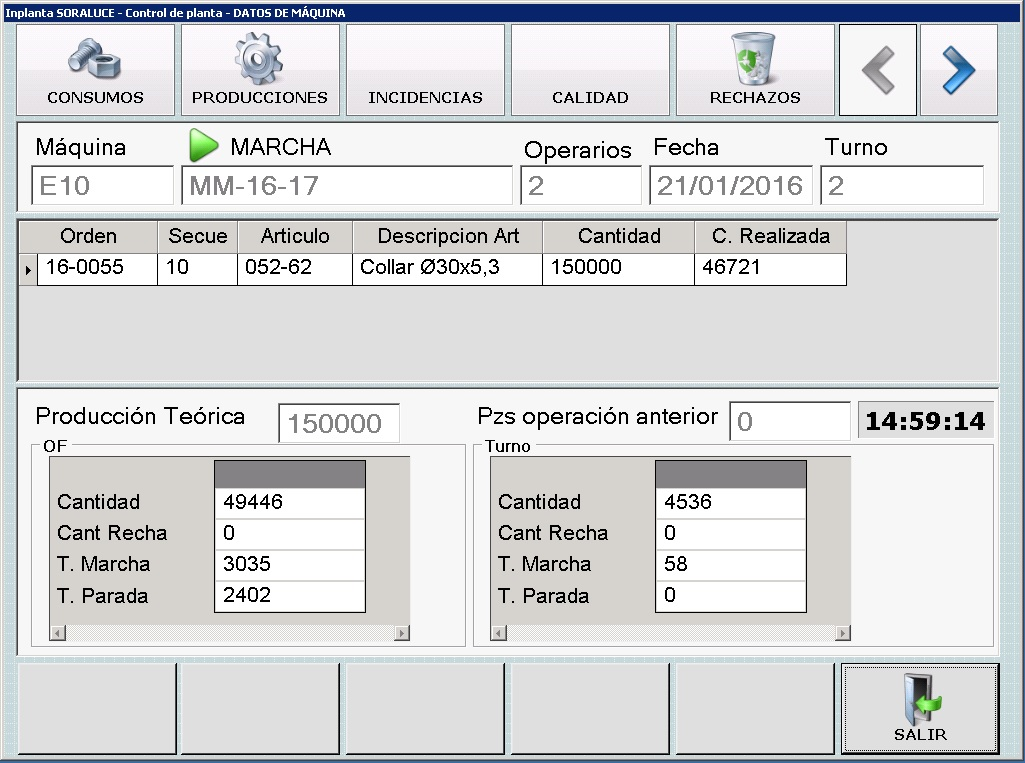 Inplanta SORALUCE - Control de planta - DATOS DE MÁQUINA
CONSUMOS PRODUCCIONES INCIDENCIAS CALIDAD RECHAZOS
Máquina MARCHA Operarios Fecha Turno
E10 MM-16-17 2 21/01/2016 2
Orden Secue Articulo Descripcion Art Cantidad C. Realizada
16-0055 10 052-62 Collar Ø30x5,3 150000 46721
Producción Teórica 150000 Pzs operación anterior 0 14:59:14
OF Turno
Cantidad 49446 Cantidad 4536
Cant Recha 0 Cant Recha 0
T. Marcha 3035 T. Marcha 58
T. Parada 2402 T. Parada 0
SALIR